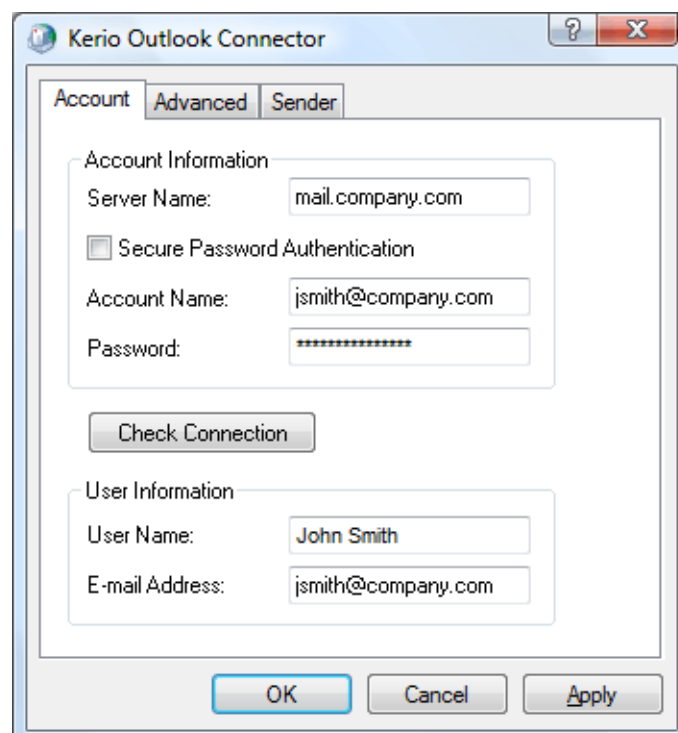 Kerio Outlook Connector
Account Advanced Sender
Account Information
Server Name: mail.company.com
Secure Password Authentication
Account Name: jsmith@company.com
Password: ***************
Check Connection
User Information
User Name: John Smith
E-mail Address: jsmith@company.com
OK Cancel Apply